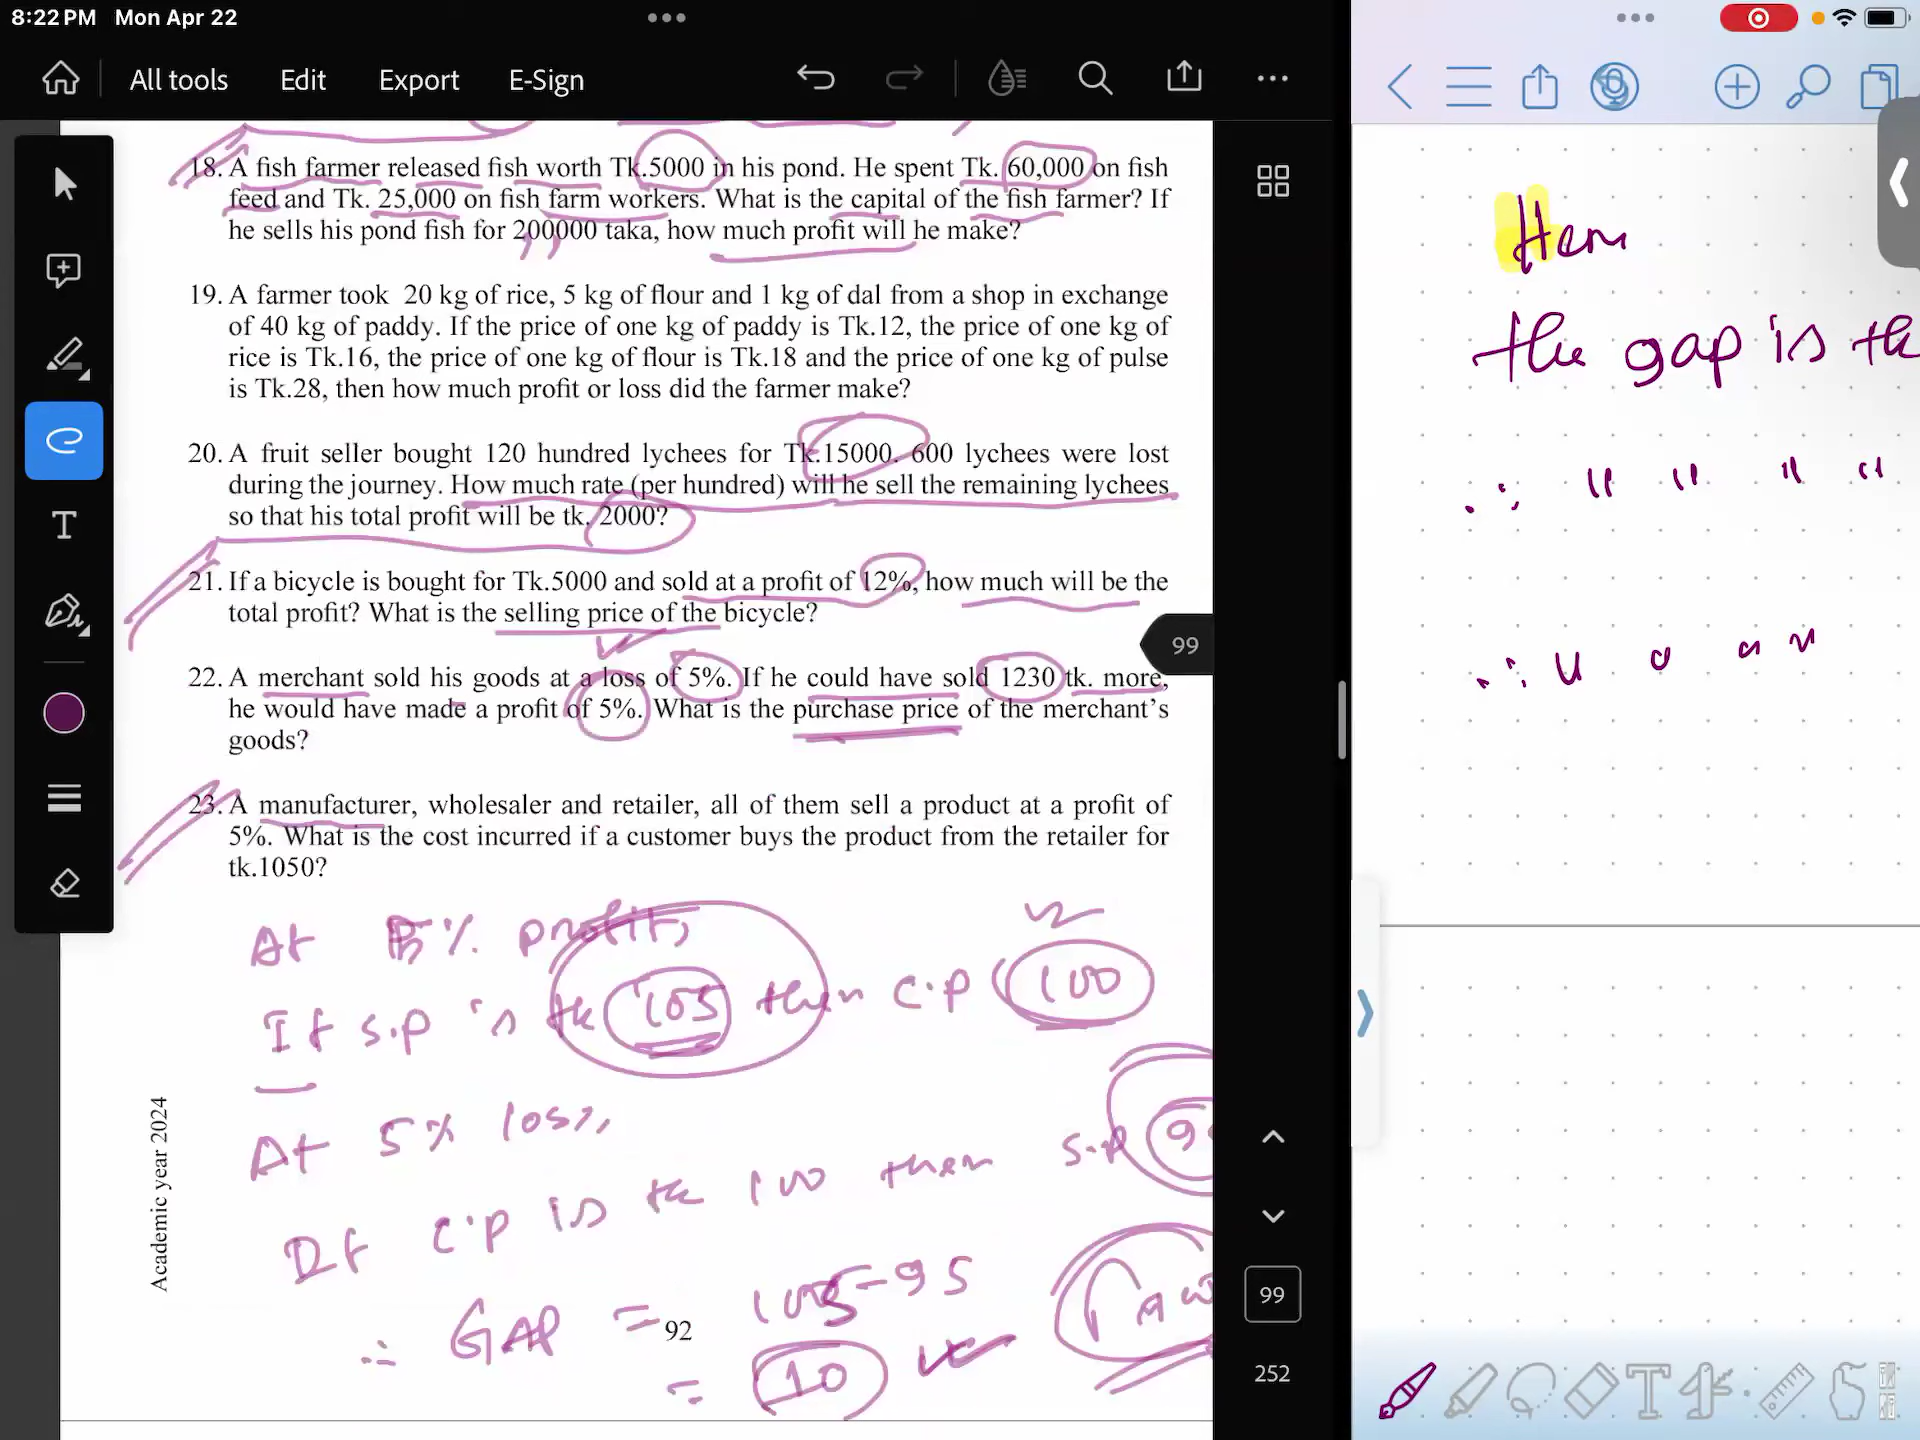 8:22 PM Mon Apr 22
All tools Edit Export E-Sign
18. A fish farmer released fish worth Tk.5000 in his pond. He spent Tk. 60,000 on fish
feed and Tk. 25,000 on fish farm workers. What is the capital of the fish farmer? If
he sells his pond fish for 200000 taka, how much profit will he make?
19. A farmer took 20 kg of rice, 5 kg of flour and 1 kg of dal from a shop in exchange
of 40 kg of paddy. If the price of one kg of paddy is Tk.12, the price of one kg of
rice is Tk.16, the price of one kg of flour is Tk.18 and the price of one kg of pulse
is Tk.28, then how much profit or loss did the farmer make?
20. A fruit seller bought 120 hundred lychees for Tk.15000. 600 lychees were lost
during the journey. How much rate (per hundred) will he sell the remaining lychees
so that his total profit will be tk. 2000?
21. If a bicycle is bought for Tk.5000 and sold at a profit of 12%, how much will be the
total profit? What is the selling price of the bicycle?
22. A merchant sold his goods at a loss of 5%. If he could have sold 1230 tk. more,
he would have made a profit of 5%. What is the purchase price of the merchant's
goods?
23. A manufacturer, wholesaler and retailer, all of them sell a product at a profit of
5%. What is the cost incurred if a customer buys the product from the retailer for
tk.1050?
At 5% profit,
If s.p is tk 105 then c.p 100
At 5% loss,
If c.p is tk 100 then s.p 9
∴ GAP = 105-95
= 10
92
Academic year 2024
99
99
252
Here
the gap is tk
∴ " " " "
∴ " " " "